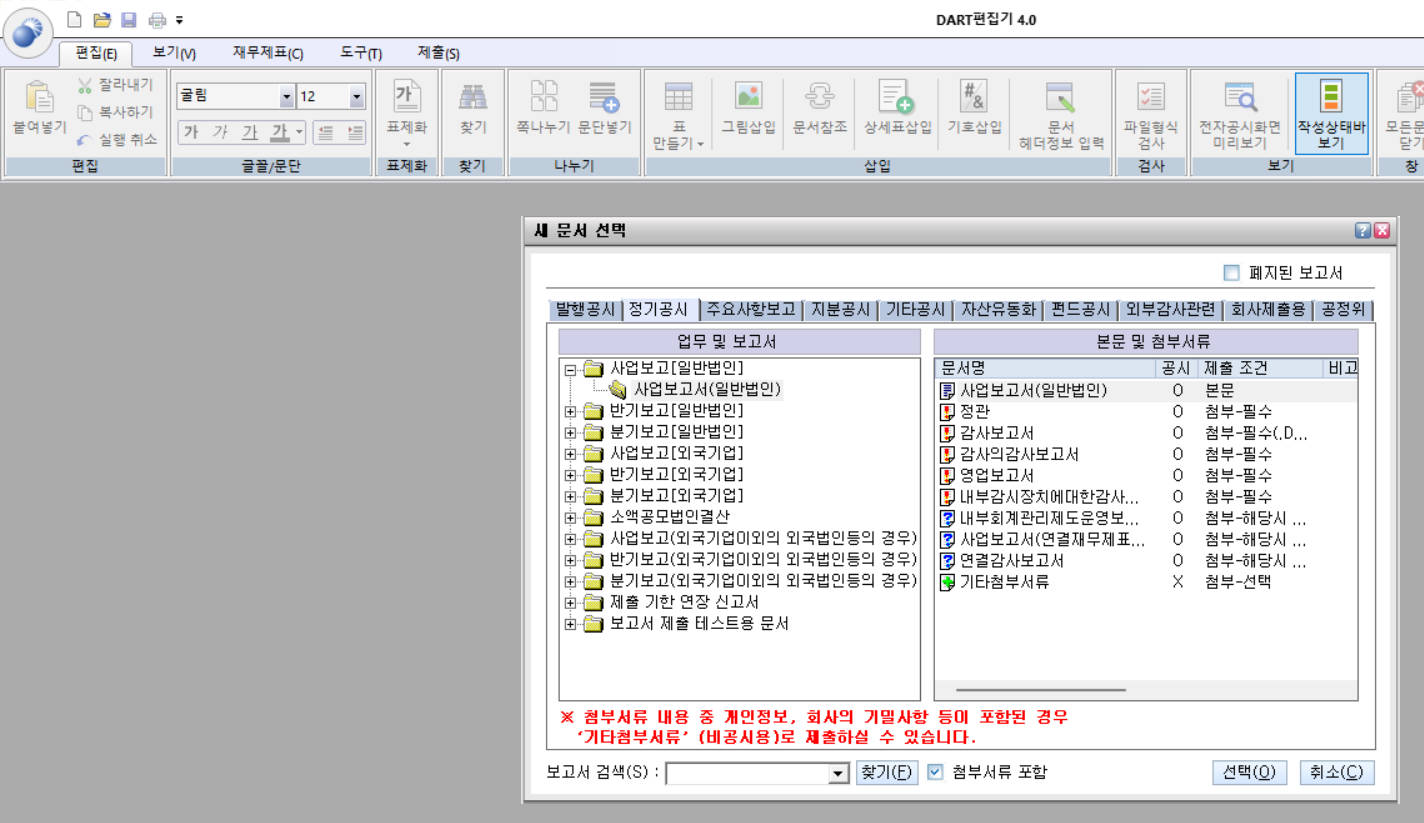 DART편집기 4.0
편집(E) 보기(V) 재무제표(C) 도구(T) 제출(S)
붙여넣기 잘라내기 복사하기 실행 취소
굴림 12
가 가 가 가
가 표제화 찾기 쪽나누기 문단넣기 표 만들기 그림삽입 문서참조 상세표삽입 #& 기호삽입 문서 헤더정보 입력 파일형식 검사 전자공시화면 미리보기 작성상태바 보기 모든문 닫기
편집 글꼴/문단 표제화 찾기 나누기 삽입 검사 보기 창
새 문서 선택
폐지된 보고서
발행공시 정기공시 주요사항보고 지분공시 기타공시 자산유동화 펀드공시 외부감사관련 회사제출용 공정위
업무 및 보고서
사업보고[일반법인]
사업보고서(일반법인)
반기보고[일반법인]
분기보고[일반법인]
사업보고[외국기업]
반기보고[외국기업]
분기보고[외국기업]
소액공모법인결산
사업보고(외국기업이외의 외국법인등의 경우)
반기보고(외국기업이외의 외국법인등의 경우)
분기보고(외국기업이외의 외국법인등의 경우)
제출 기한 연장 신고서
보고서 제출 테스트용 문서
본문 및 첨부서류
문서명 공시 제출 조건 비고
사업보고서(일반법인) O 본문
정관 O 첨부-필수
감사보고서 O 첨부-필수(.D...
감사의감사보고서 O 첨부-필수
영업보고서 O 첨부-필수
내부감시장치에대한감사... O 첨부-필수
내부회계관리제도운영보... O 첨부-해당시 ...
사업보고서(연결재무제표... O 첨부-해당시 ...
연결감사보고서 O 첨부-해당시 ...
기타첨부서류 X 첨부-선택
※ 첨부서류 내용 중 개인정보, 회사의 기밀사항 등이 포함된 경우
‘기타첨부서류’ (비공시용)로 제출하실 수 있습니다.
보고서 검색(S) : 찾기(F) 첨부서류 포함 선택(O) 취소(C)